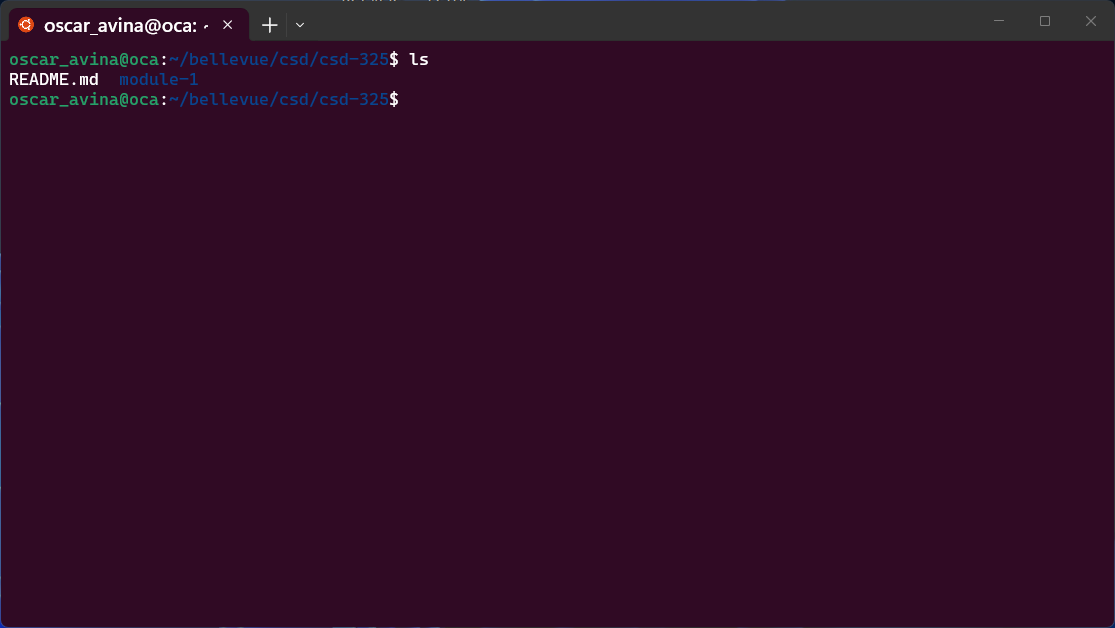 oscar_avina@oca: ~
oscar_avina@oca:~/bellevue/csd/csd-325$ ls
README.md  module-1
oscar_avina@oca:~/bellevue/csd/csd-325$